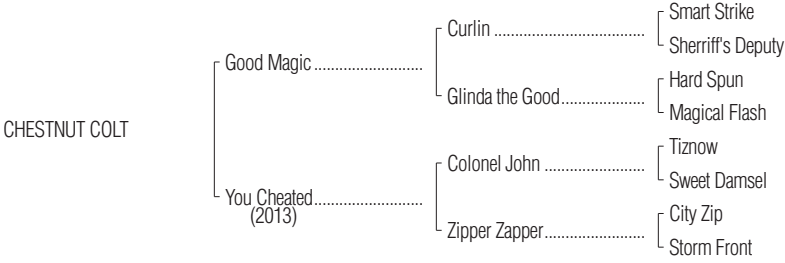 Smart Strike
Curlin ......................................
Sherriff's Deputy
Good Magic ..........................
Hard Spun
Glinda the Good.....................
Magical Flash
CHESTNUT COLT
Tiznow
Colonel John .........................
Sweet Damsel
You Cheated..........................
(2013)
City Zip
Zipper Zapper.........................
Storm Front